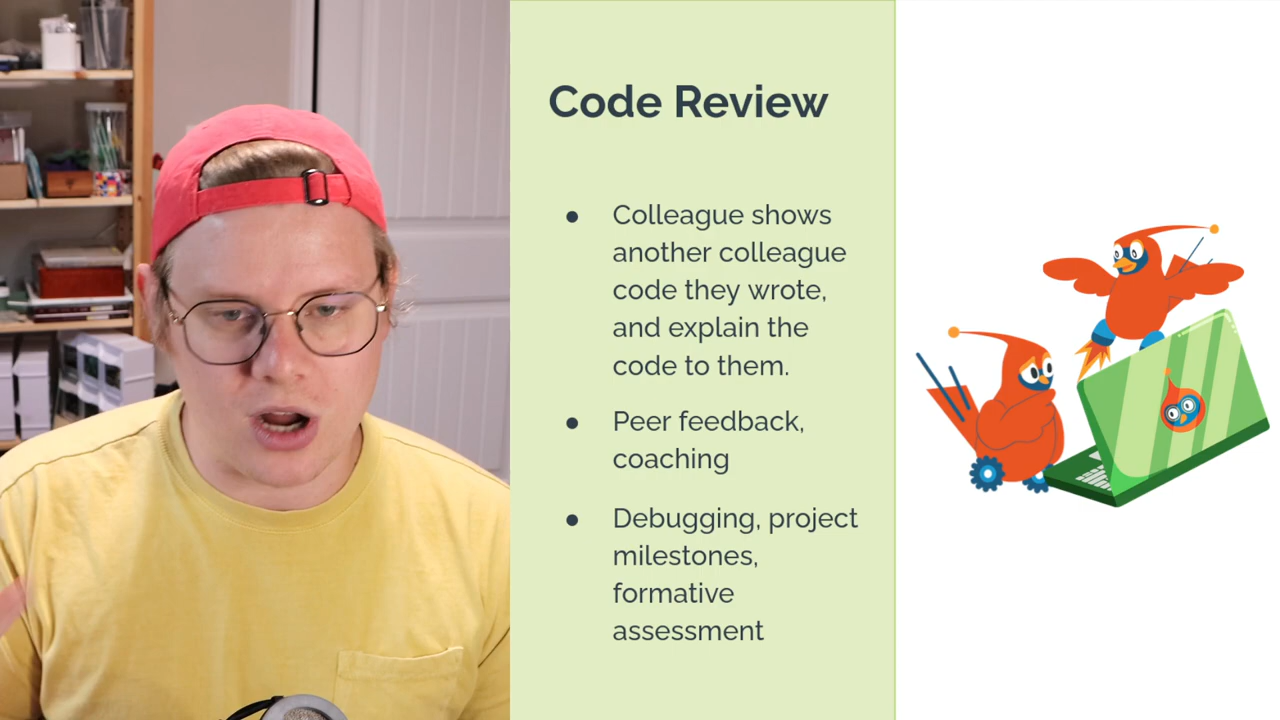 Code Review
● Colleague shows
another colleague
code they wrote,
and explain the
code to them.
● Peer feedback,
coaching
● Debugging, project
milestones,
formative
assessment